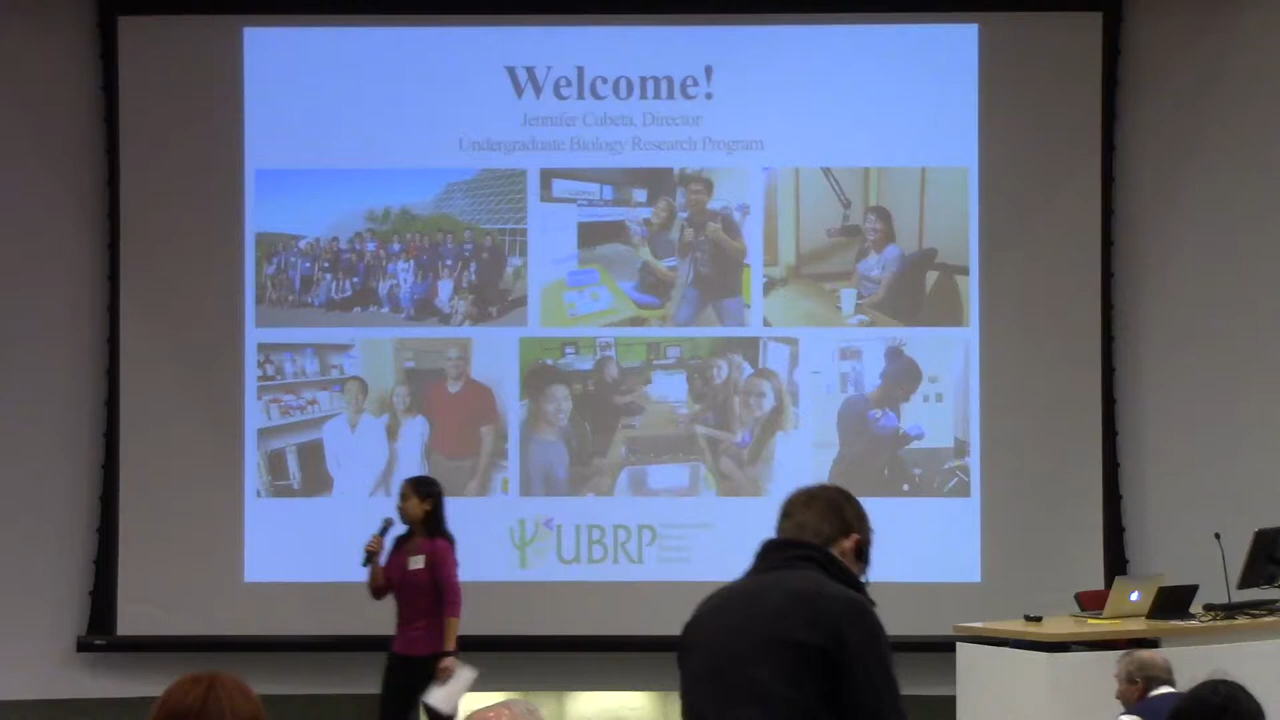 Welcome!
Jennifer Cubeta, Director
Undergraduate Biology Research Program
UBRP